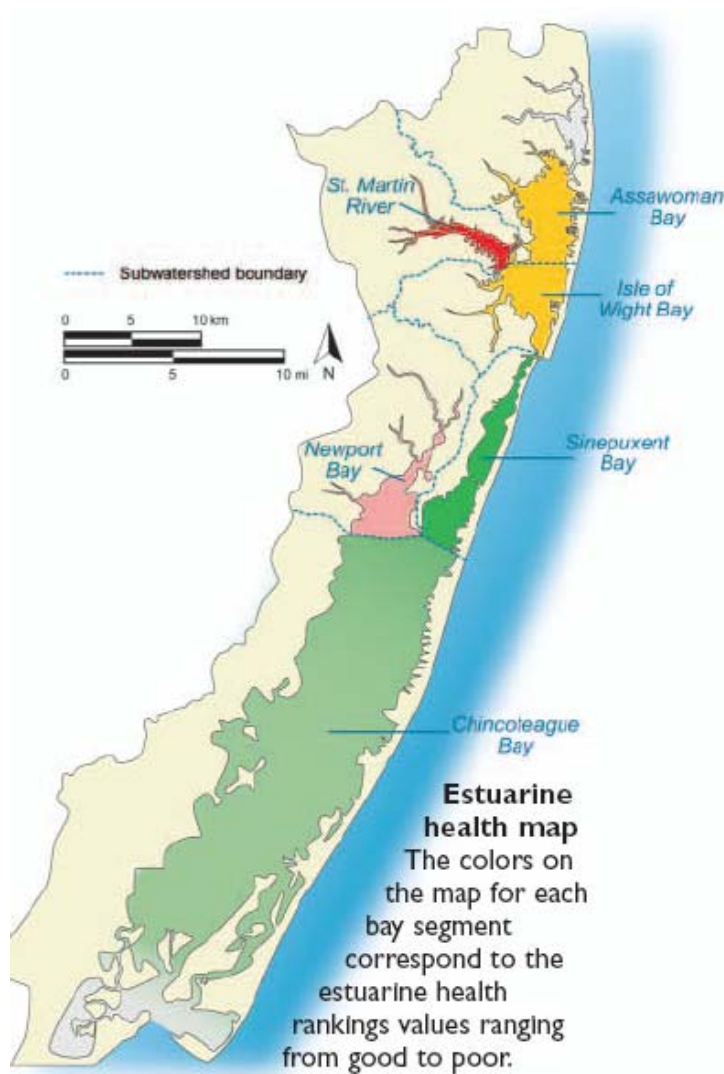 St. Martin
River
Assawoman
Bay
Subwatershed boundary
Isle of
Wight Bay
0 5 10 km
0 5 10 mi
N
Newport
Bay
Sinepuxent
Bay
Chincoteague
Bay
Estuarine
health map
The colors on
the map for each
bay segment
correspond to the
estuarine health
rankings values ranging
from good to poor.